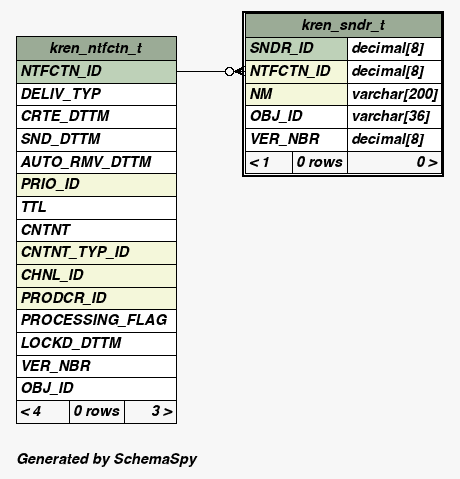 kren_ntfctn_t
NTFCTN_ID
DELIV_TYP
CRTE_DTTM
SND_DTTM
AUTO_RMV_DTTM
PRIO_ID
TTL
CNTNT
CNTNT_TYP_ID
CHNL_ID
PRODCR_ID
PROCESSING_FLAG
LOCKD_DTTM
VER_NBR
OBJ_ID
< 4 0 rows 3 >
kren_sndr_t
SNDR_ID decimal[8]
NTFCTN_ID decimal[8]
NM varchar[200]
OBJ_ID varchar[36]
VER_NBR decimal[8]
< 1 0 rows 0 >
Generated by SchemaSpy